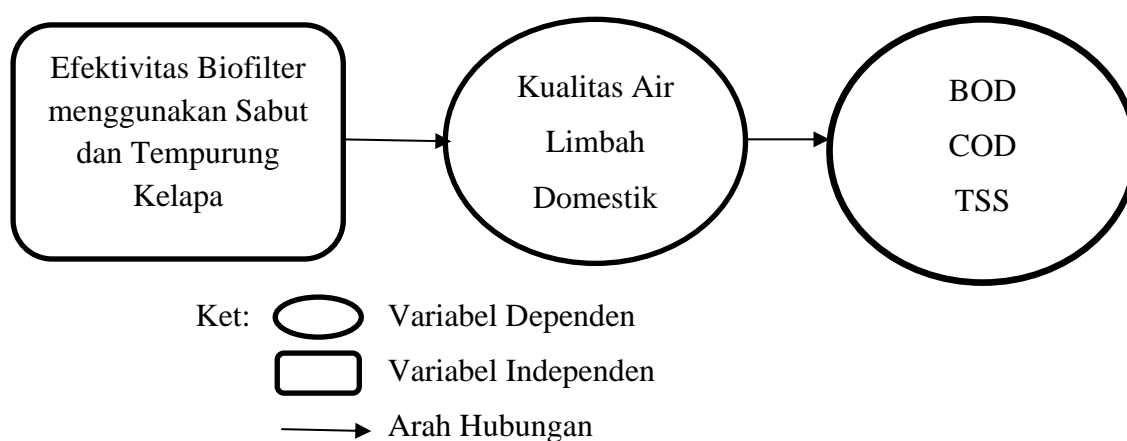 Efektivitas Biofilter
menggunakan Sabut
dan Tempurung
Kelapa
Kualitas Air
Limbah
Domestik
BOD
COD
TSS
Ket:
Variabel Dependen
Variabel Independen
Arah Hubungan